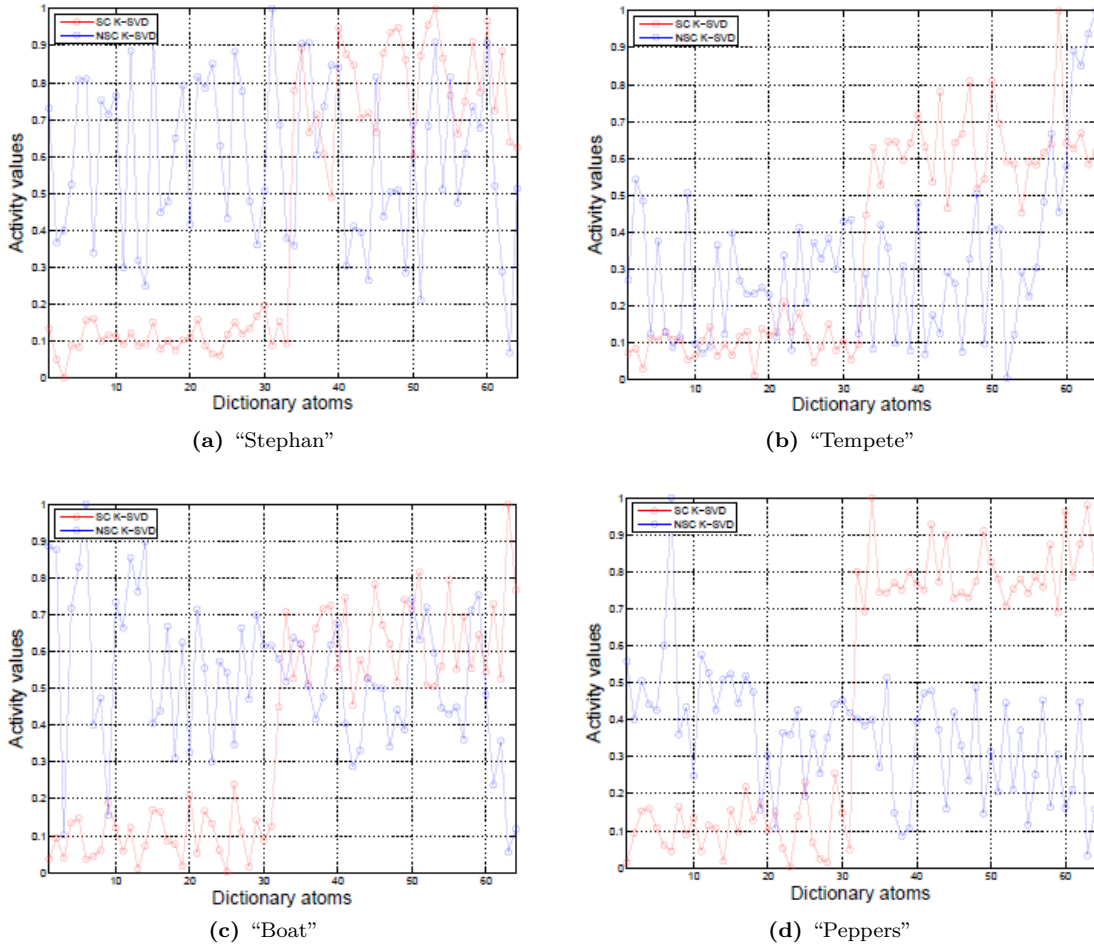 1
0.9
0.8
0.7
0.6
0.5
0.4
0.3
0.2
0.1
0
SC K-SVD
NSC K-SVD
Activity values
10 20 30 40 50 60
Dictionary atoms
(a) “Stephan”
1
0.9
0.8
0.7
0.6
0.5
0.4
0.3
0.2
0.1
0
SC K-SVD
NSC K-SVD
Activity values
10 20 30 40 50 60
Dictionary atoms
(b) “Tempete”
1
0.9
0.8
0.7
0.6
0.5
0.4
0.3
0.2
0.1
0
SC K-SVD
NSC K-SVD
Activity values
10 20 30 40 50 60
Dictionary atoms
(c) “Boat”
1
0.9
0.8
0.7
0.6
0.5
0.4
0.3
0.2
0.1
0
SC K-SVD
NSC K-SVD
Activity values
10 20 30 40 50 60
Dictionary atoms
(d) “Peppers”